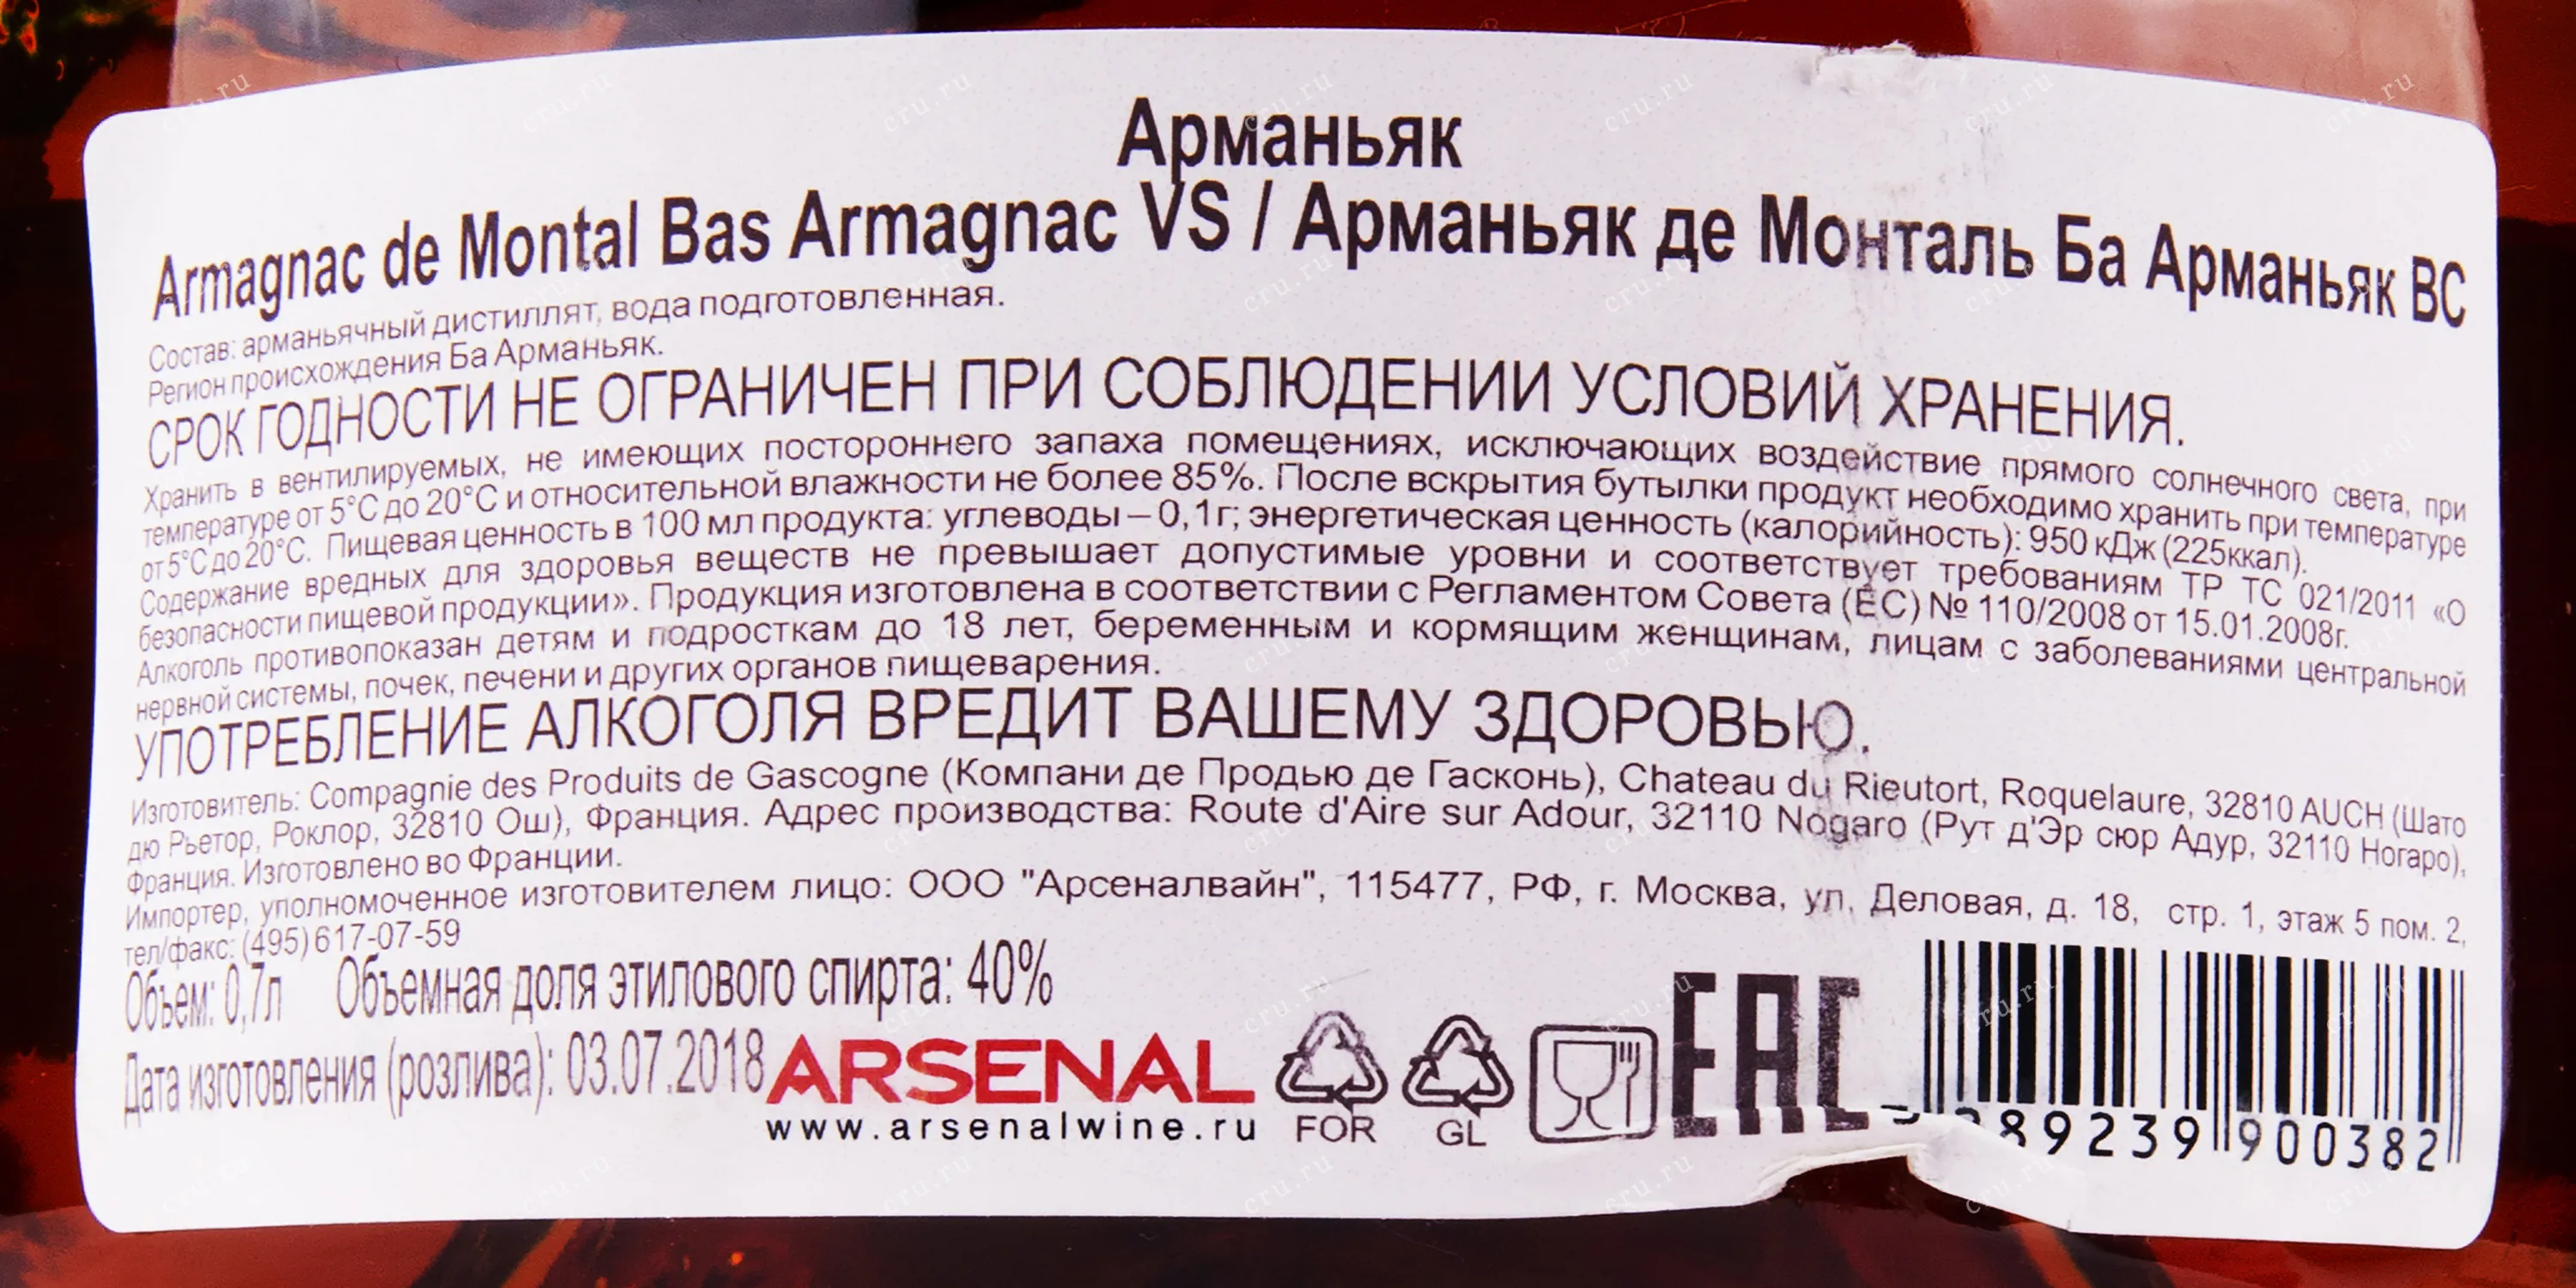 Арманьяк
Armagnac de Montal Bas Armagnac VS / Арманьяк де Монталь Ба Арманьяк ВС
Состав: арманьячный дистиллят, вода подготовленная.
Регион происхождения Ба Арманьяк.
СРОК ГОДНОСТИ НЕ ОГРАНИЧЕН ПРИ СОБЛЮДЕНИИ УСЛОВИЙ ХРАНЕНИЯ.
Хранить в вентилируемых, не имеющих постороннего запаха помещениях, исключающих воздействие прямого солнечного света, при
температуре от 5°С до 20°С и относительной влажности не более 85%. После вскрытия бутылки продукт необходимо хранить при температуре
от 5°С до 20°С. Пищевая ценность в 100 мл продукта: углеводы – 0,1г; энергетическая ценность (калорийность): 950 кДж (225ккал).
Содержание вредных для здоровья веществ не превышает допустимые уровни и соответствует требованиям ТР ТС 021/2011 «О
безопасности пищевой продукции». Продукция изготовлена в соответствии с Регламентом Совета (ЕС) № 110/2008 от 15.01.2008г.
Алкоголь противопоказан детям и подросткам до 18 лет, беременным и кормящим женщинам, лицам с заболеваниями центральной
нервной системы, почек, печени и других органов пищеварения.
УПОТРЕБЛЕНИЕ АЛКОГОЛЯ ВРЕДИТ ВАШЕМУ ЗДОРОВЬЮ.
Изготовитель: Compagnie des Produits de Gascogne (Компани де Продью де Гасконь), Chateau du Rieutort, Roquelaure, 32810 AUCH (Шато
дю Рьетор, Роклор, 32810 Ош), Франция. Адрес производства: Route d'Aire sur Adour, 32110 Nogaro (Рут д'Эр сюр Адур, 32110 Ногаро),
Франция. Изготовлено во Франции.
Импортер, уполномоченное изготовителем лицо: ООО "Арсеналвайн", 115477, РФ, г. Москва, ул. Деловая, д. 18, стр. 1, этаж 5 пом. 2,
тел/факс: (495) 617-07-59
Объем: 0,7л Объемная доля этилового спирта: 40%
Дата изготовления (розлива): 03.07.2018
ARSENAL
www.arsenalwine.ru
FOR
GL
EAC
89239 900382
cru.ru